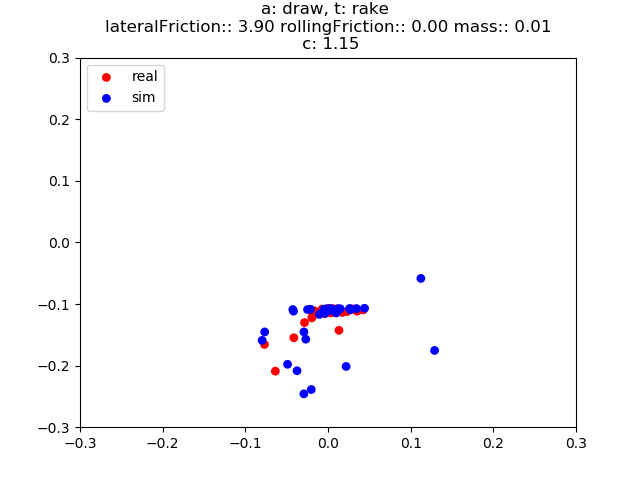 a: draw, t: rake
lateralFriction:: 3.90 rollingFriction:: 0.00 mass:: 0.01
c: 1.15
real
sim
0.3
0.2
0.1
0.0
−0.1
−0.2
−0.3
−0.3
−0.2
−0.1
0.0
0.1
0.2
0.3